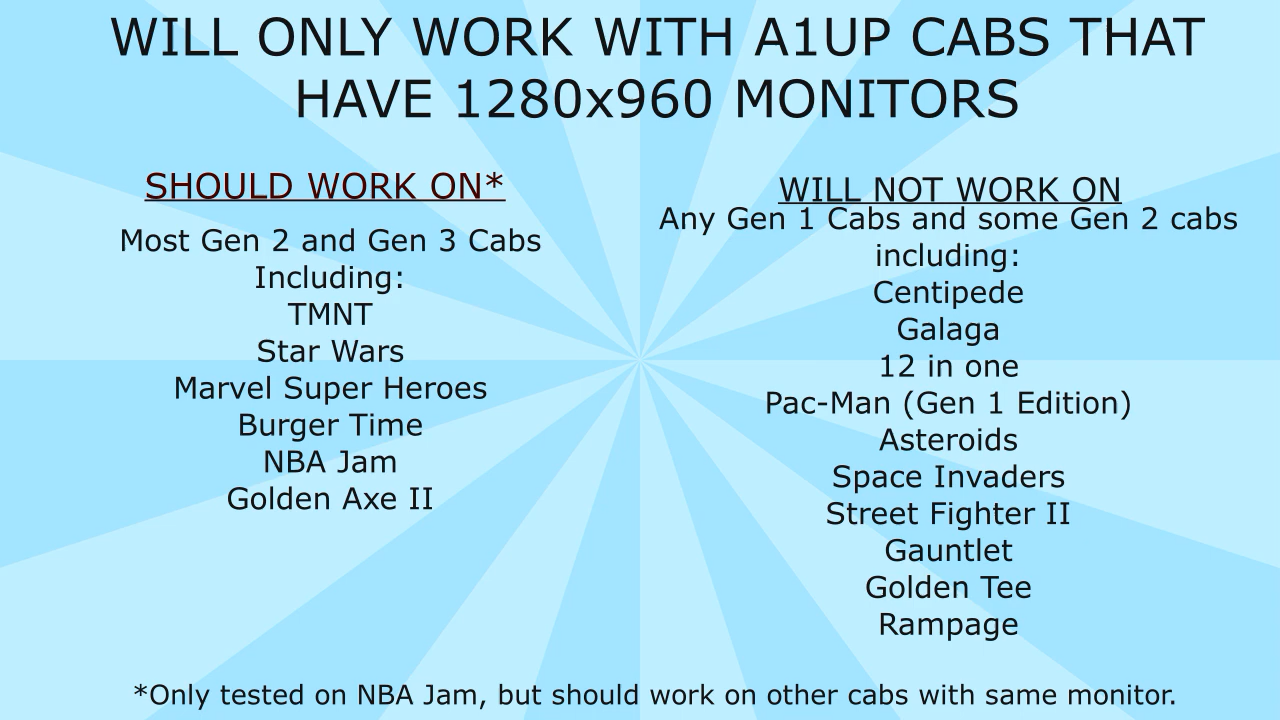 WILL ONLY WORK WITH A1UP CABS THAT
HAVE 1280x960 MONITORS
SHOULD WORK ON*
Most Gen 2 and Gen 3 Cabs
Including:
TMNT
Star Wars
Marvel Super Heroes
Burger Time
NBA Jam
Golden Axe II
WILL NOT WORK ON
Any Gen 1 Cabs and some Gen 2 cabs
including:
Centipede
Galaga
12 in one
Pac-Man (Gen 1 Edition)
Asteroids
Space Invaders
Street Fighter II
Gauntlet
Golden Tee
Rampage
*Only tested on NBA Jam, but should work on other cabs with same monitor.